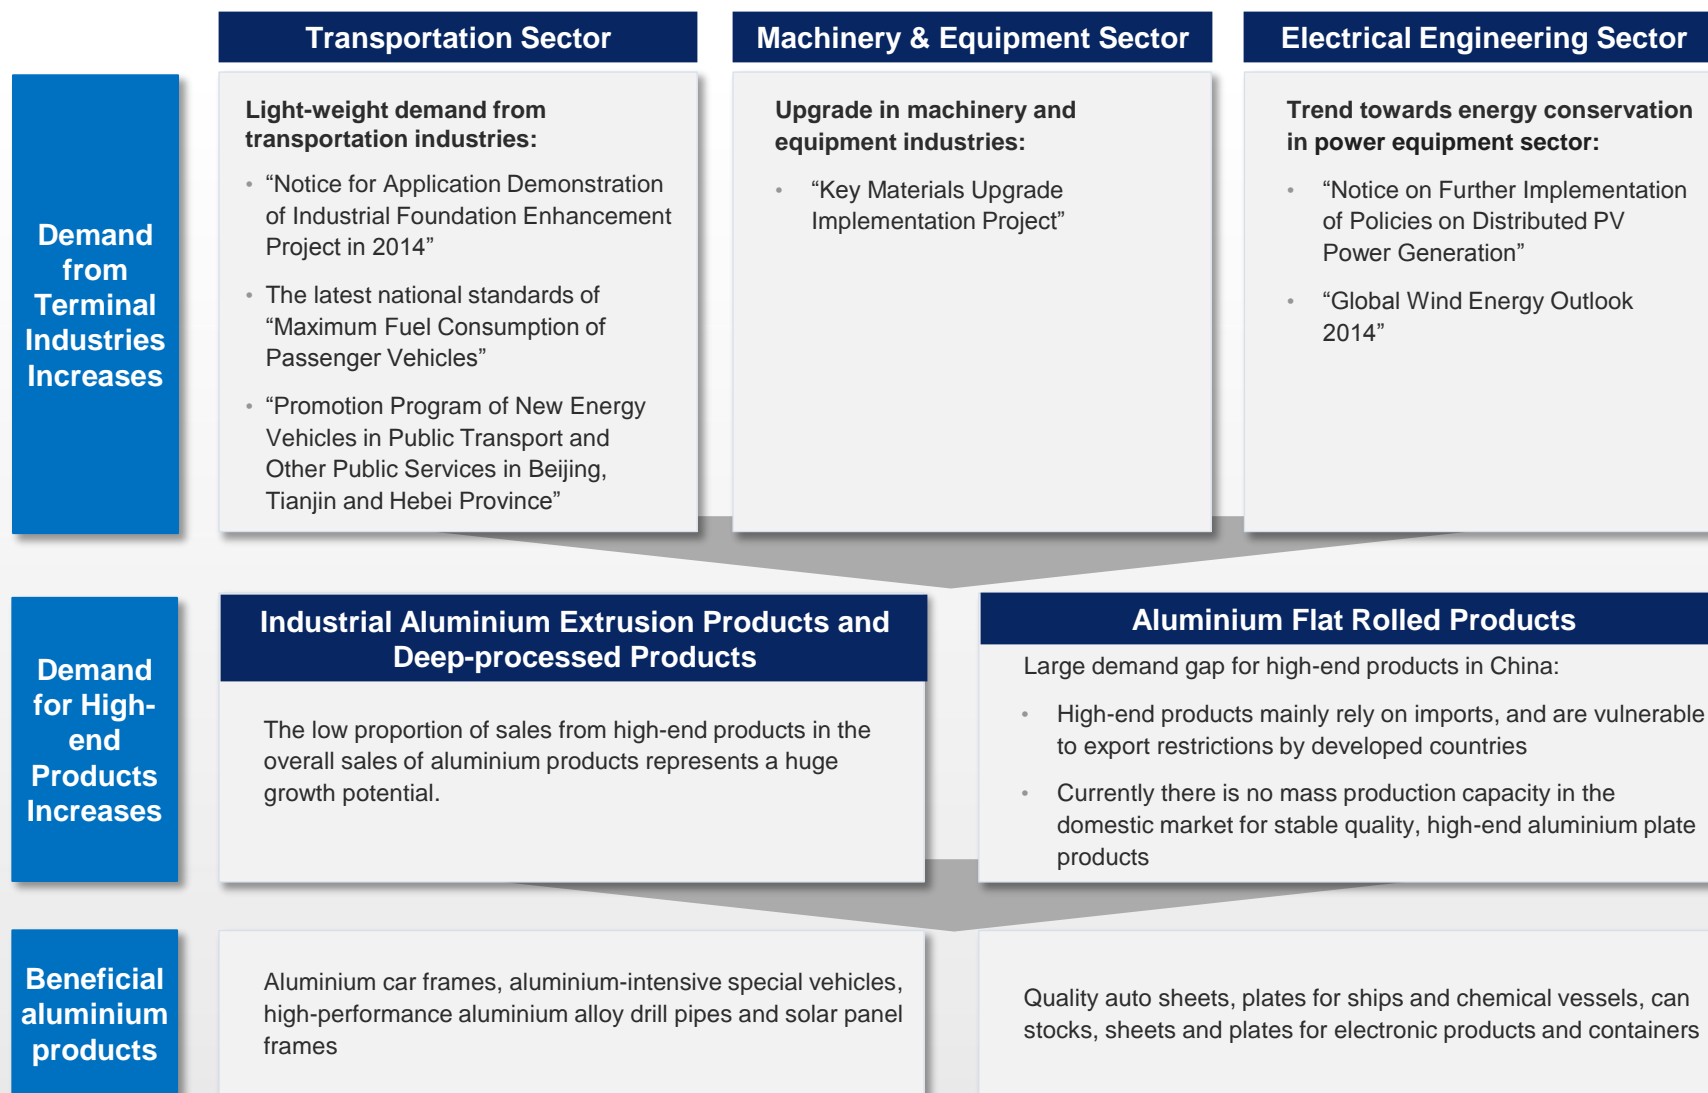 Transportation Sector
Machinery & Equipment Sector
Electrical Engineering Sector
Demand
from
Terminal
Industries
Increases
Light-weight demand from
transportation industries:
• “Notice for Application Demonstration
of Industrial Foundation Enhancement
Project in 2014”
• The latest national standards of
“Maximum Fuel Consumption of
Passenger Vehicles”
• “Promotion Program of New Energy
Vehicles in Public Transport and
Other Public Services in Beijing,
Tianjin and Hebei Province”
Upgrade in machinery and
equipment industries:
• “Key Materials Upgrade
Implementation Project”
Trend towards energy conservation
in power equipment sector:
• “Notice on Further Implementation
of Policies on Distributed PV
Power Generation”
• “Global Wind Energy Outlook
2014”
Demand
for High-
end
Products
Increases
Industrial Aluminium Extrusion Products and
Deep-processed Products
The low proportion of sales from high-end products in the
overall sales of aluminium products represents a huge
growth potential.
Aluminium Flat Rolled Products
Large demand gap for high-end products in China:
• High-end products mainly rely on imports, and are vulnerable
to export restrictions by developed countries
• Currently there is no mass production capacity in the
domestic market for stable quality, high-end aluminium plate
products
Beneficial
aluminium
products
Aluminium car frames, aluminium-intensive special vehicles,
high-performance aluminium alloy drill pipes and solar panel
frames
Quality auto sheets, plates for ships and chemical vessels, can
stocks, sheets and plates for electronic products and containers